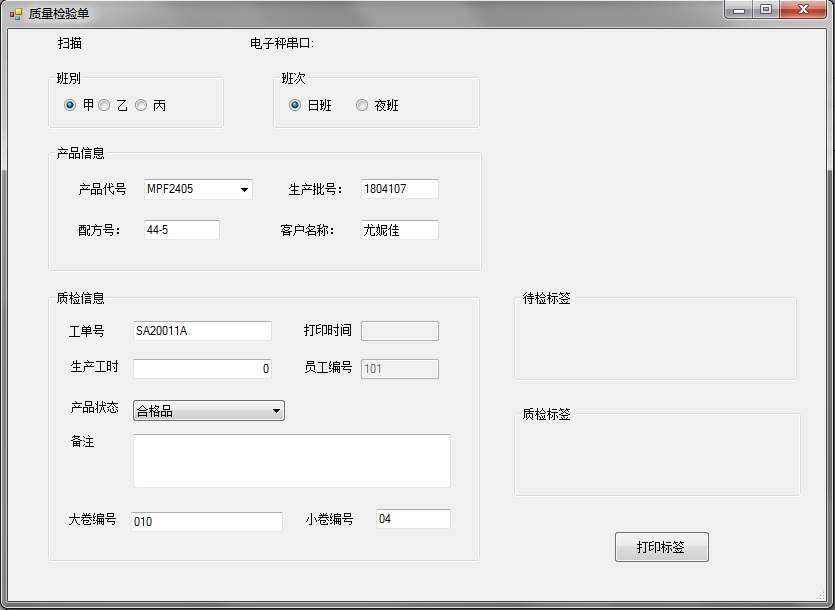 质量检验单
扫描 电子秤串口:
班别 班次
甲 乙 丙 日班 夜班
产品信息
产品代号 MPF2405 生产批号: 1804107
配方号: 44-5 客户名称: 尤妮佳
质检信息 待检标签
工单号 SA20011A 打印时间
生产工时 0 员工编号 101
产品状态 合格品 质检标签
备注
大卷编号 010 小卷编号 04
打印标签